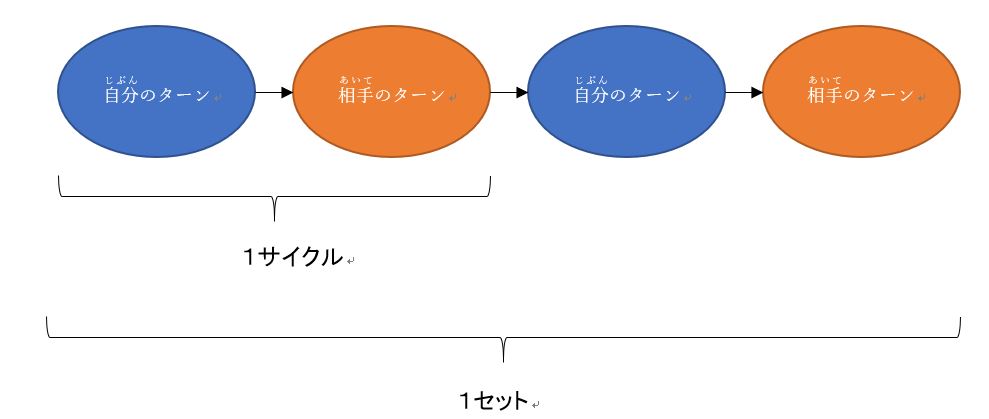 じぶん
自分のターン
あいて
相手のターン
じぶん
自分のターン
あいて
相手のターン
１サイクル
１セット